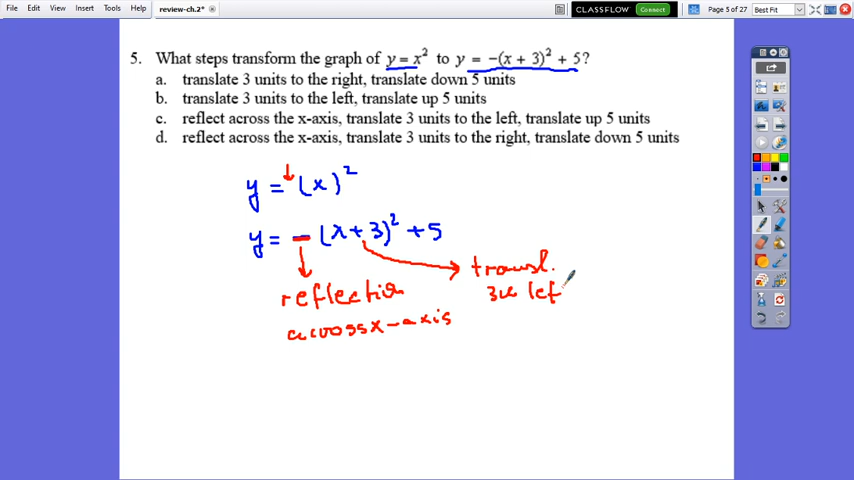 File Edit View Insert Tools Help review-ch.2* CLASSFLOW Connect Page 5 of 27 Best Fit
5. What steps transform the graph of y = x² to y = −(x + 3)² + 5?
a. translate 3 units to the right, translate down 5 units
b. translate 3 units to the left, translate up 5 units
c. reflect across the x-axis, translate 3 units to the left, translate up 5 units
d. reflect across the x-axis, translate 3 units to the right, translate down 5 units
y = (x)²
y = − (x+3)² +5
transl.
3u lef
reflection
across x-axis